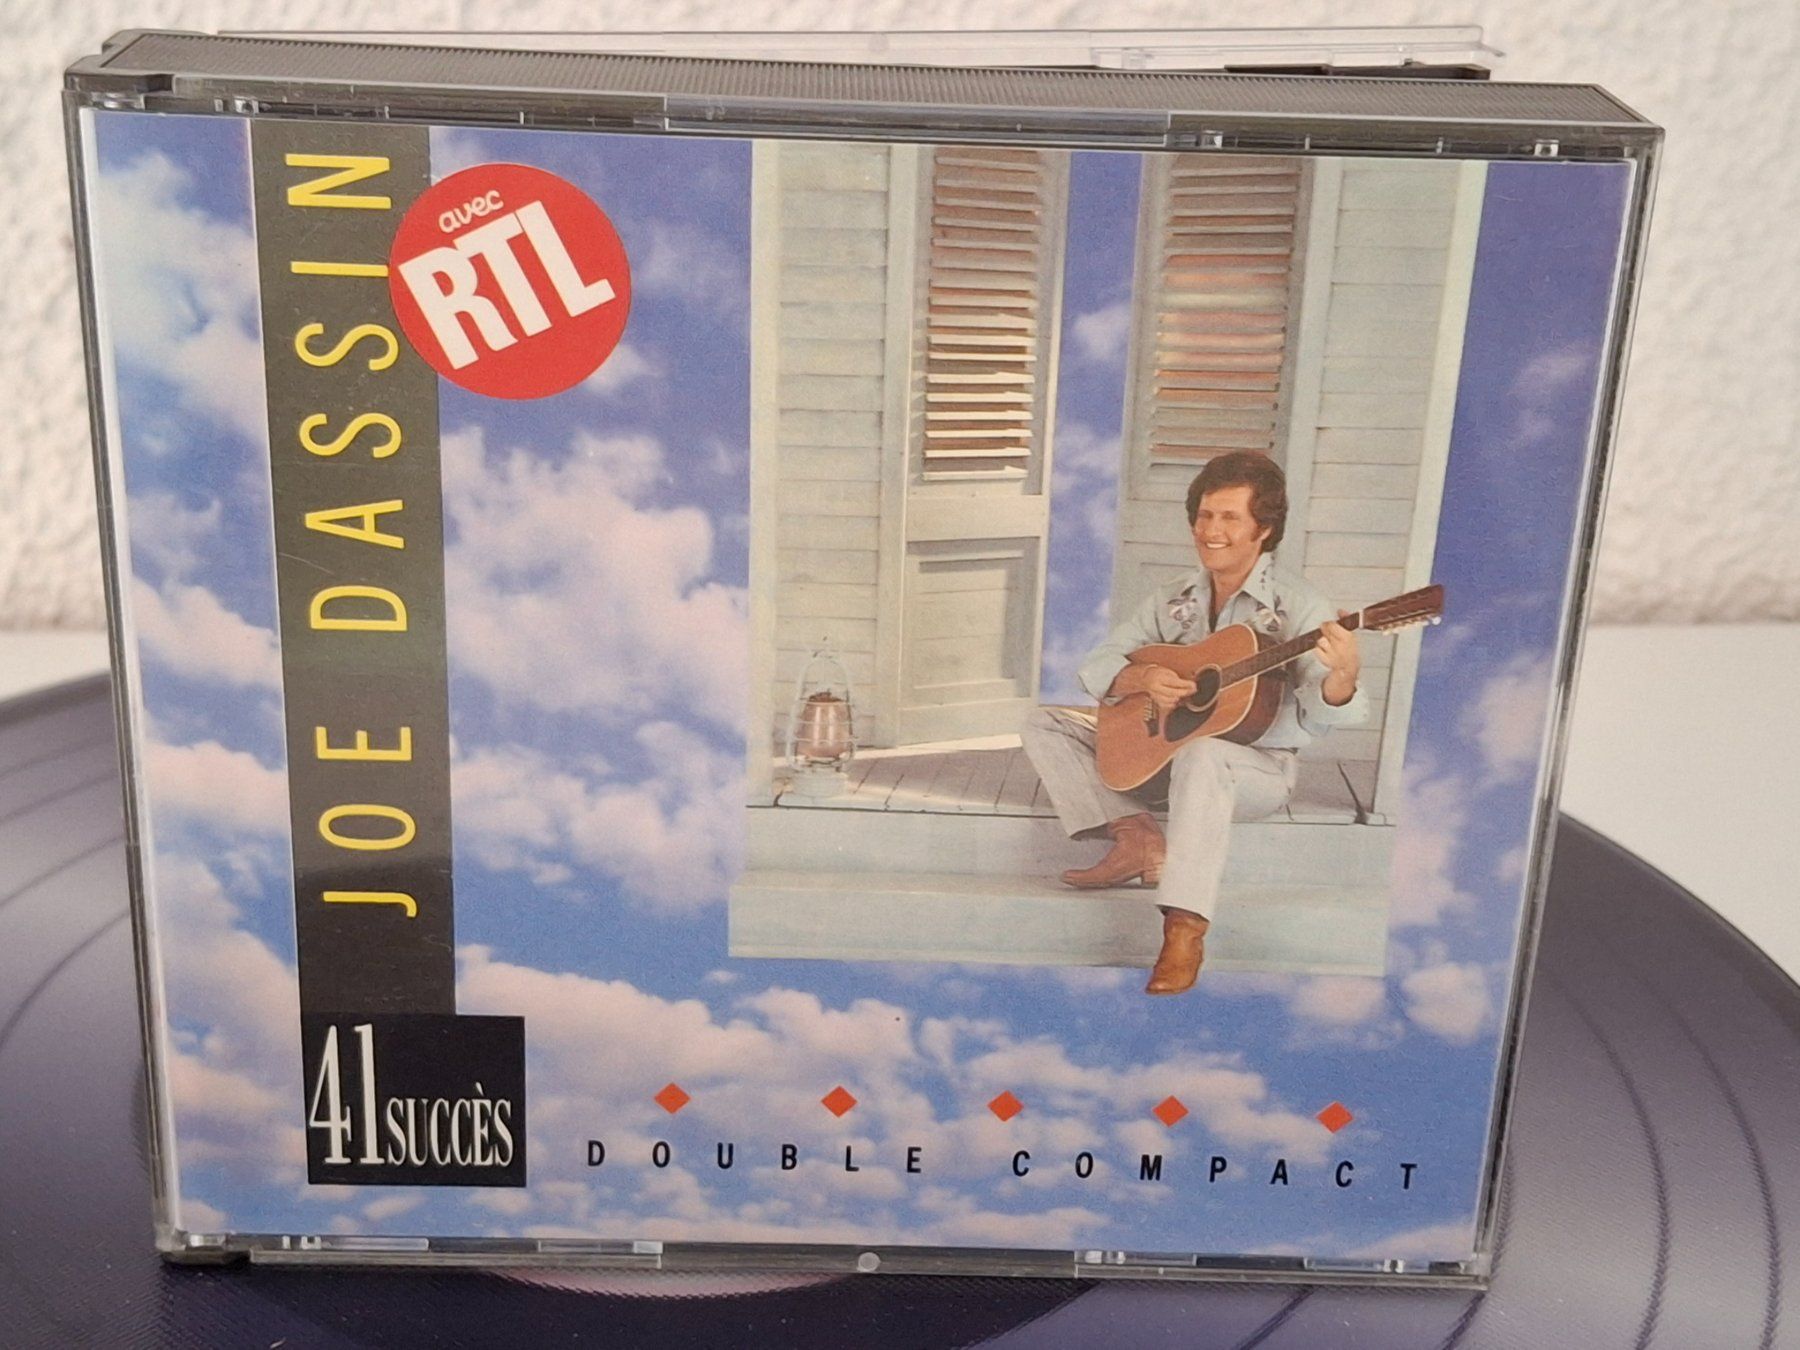 JOE DASSIN
avec
RTL
41 SUCCÈS
DOUBLE COMPACT